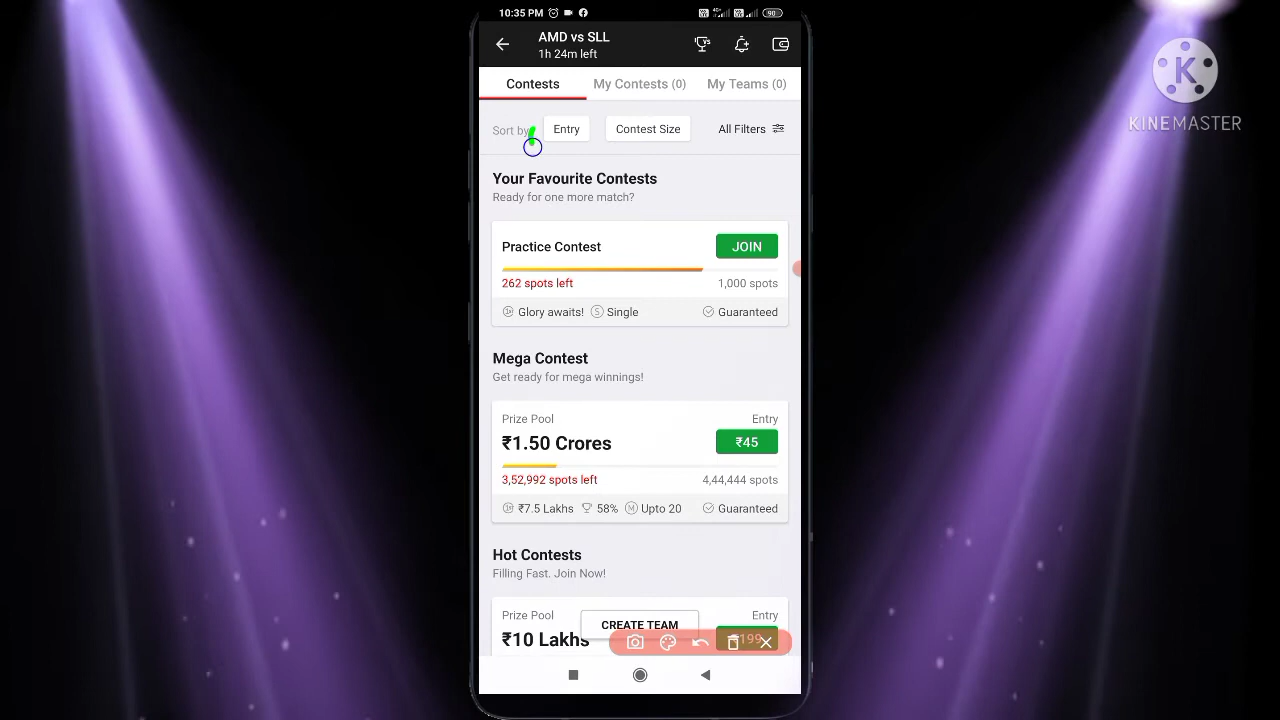 10:35 PM
4G+
90
AMD vs SLL
1h 24m left
Contests My Contests (0) My Teams (0)
Sort by Entry Contest Size All Filters
Your Favourite Contests
Ready for one more match?
Practice Contest JOIN
262 spots left 1,000 spots
Glory awaits! S Single Guaranteed
Mega Contest
Get ready for mega winnings!
Prize Pool Entry
₹1.50 Crores ₹45
3,52,992 spots left 4,44,444 spots
₹7.5 Lakhs 58% M Upto 20 Guaranteed
Hot Contests
Filling Fast. Join Now!
Prize Pool Entry
CREATE TEAM
₹10 Lakhs ₹199
K
KINEMASTER